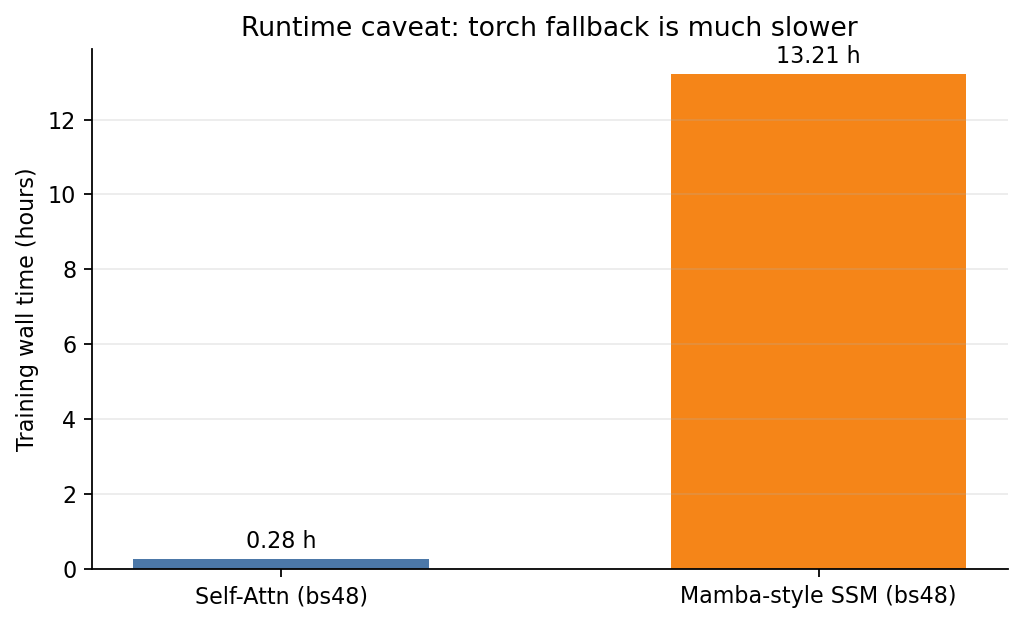 Runtime caveat: torch fallback is much slower
13.21 h
12
10
8
6
4
2
0
Training wall time (hours)
0.28 h
Self-Attn (bs48)
Mamba-style SSM (bs48)